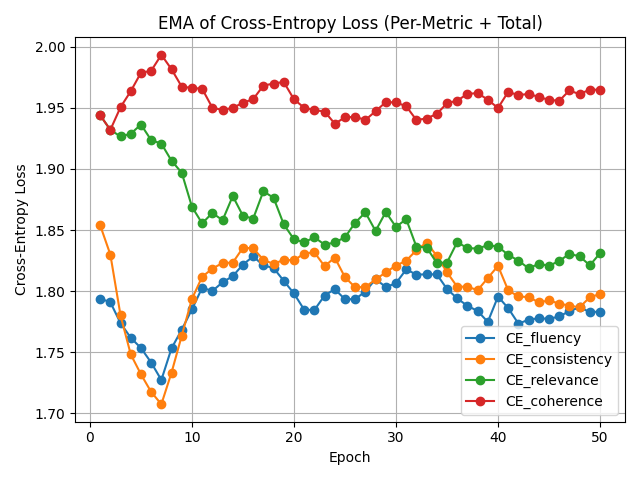 EMA of Cross-Entropy Loss (Per-Metric + Total)
2.00
1.95
1.90
1.85
1.80
1.75
1.70
Cross-Entropy Loss
0 10 20 30 40 50
Epoch
CE_fluency
CE_consistency
CE_relevance
CE_coherence